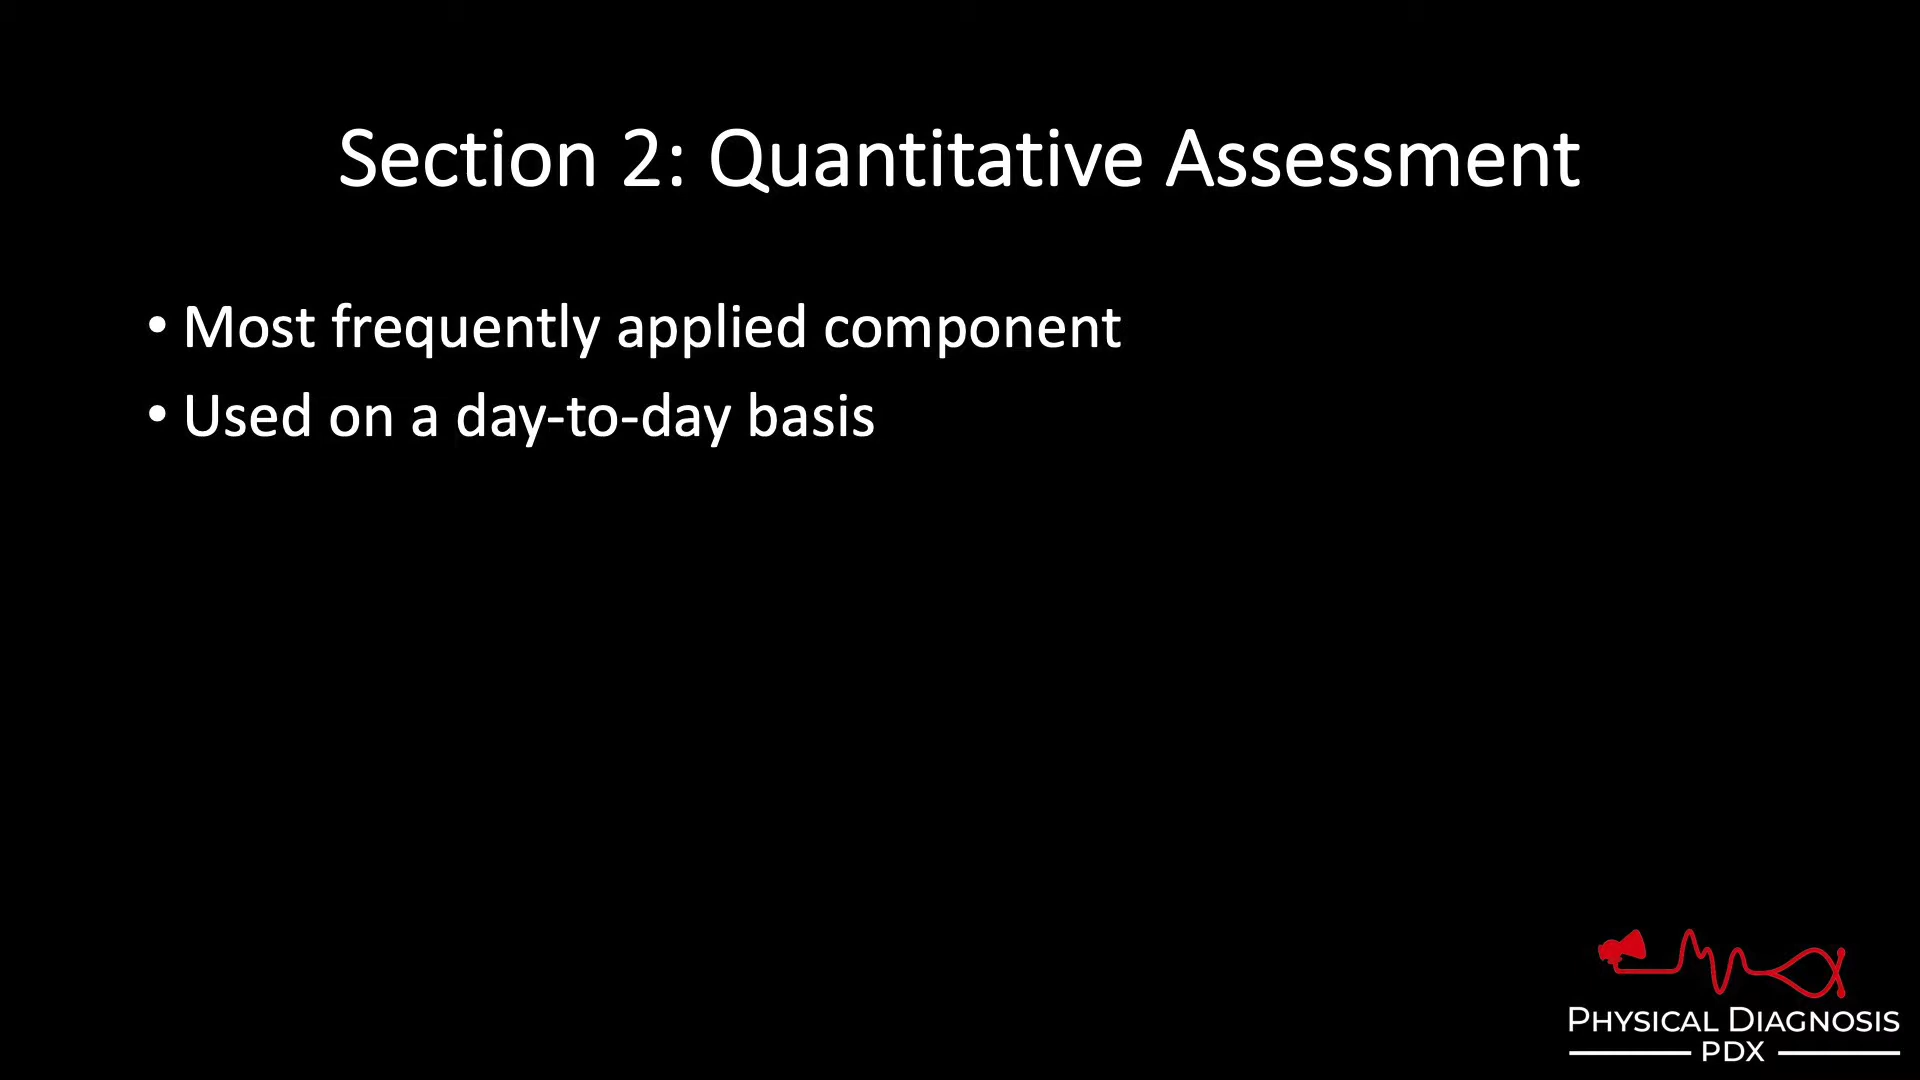 Section 2: Quantitative Assessment
• Most frequently applied component
• Used on a day-to-day basis
PHYSICAL DIAGNOSIS
PDX